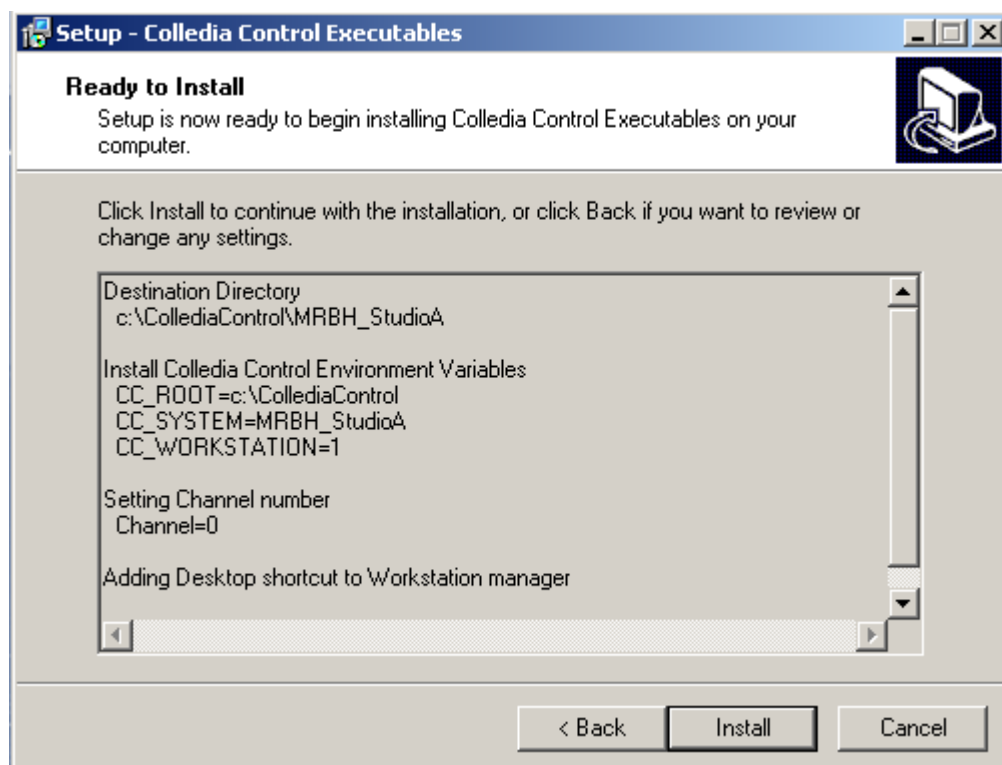 Setup - Colledia Control Executables
Ready to Install
Setup is now ready to begin installing Colledia Control Executables on your
computer.
Click Install to continue with the installation, or click Back if you want to review or
change any settings.
Destination Directory
c:\CollediaControl\MRBH_StudioA
Install Colledia Control Environment Variables
CC_ROOT=c:\CollediaControl
CC_SYSTEM=MRBH_StudioA
CC_WORKSTATION=1
Setting Channel number
Channel=0
Adding Desktop shortcut to Workstation manager
< Back Install Cancel